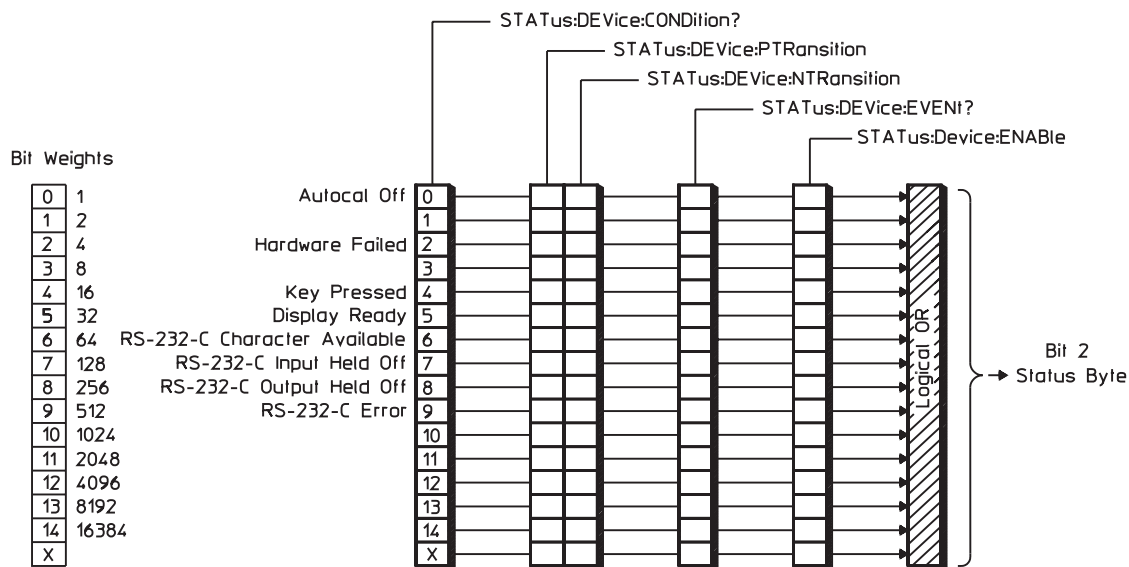 STATus:DEVice:CONDition?
STATus:DEVice:PTRansition
STATus:DEVice:NTRansition
STATus:DEVice:EVENt?
STATus:Device:ENABle
Bit Weights
0 1 Autocal Off 0
1 2 1
2 4 Hardware Failed 2
3 8 3
4 16 Key Pressed 4
5 32 Display Ready 5
6 64 RS-232-C Character Available 6
7 128 RS-232-C Input Held Off 7
8 256 RS-232-C Output Held Off 8
9 512 RS-232-C Error 9
10 1024 10
11 2048 11
12 4096 12
13 8192 13
14 16384 14
X X
Logical OR
Bit 2
Status Byte